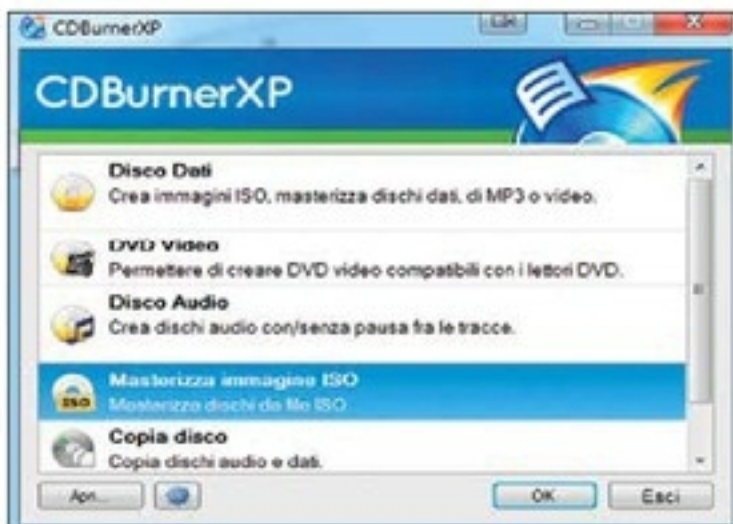 CDBurnerXP
CDBurnerXP
Disco Dati
Crea immagini ISO, masterizza dischi dati, di MP3 o video.
DVD Video
Permettere di creare DVD video compatibili con i lettori DVD.
Disco Audio
Crea dischi audio con/senza pausa fra le tracce.
Masterizza immagine ISO
ISO
Masterizza dischi da file ISO
Copia disco
Copia dischi audio e dati.
Apri...
OK
Esci